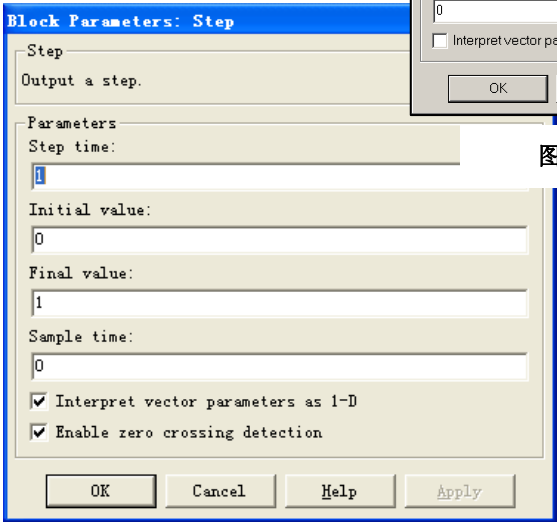 Block Parameters: Step
0
Interpret vector pa
OK
图
Step
Output a step.
Parameters
Step time:
1
Initial value:
0
Final value:
1
Sample time:
0
Interpret vector parameters as 1-D
Enable zero crossing detection
OK Cancel Help Apply